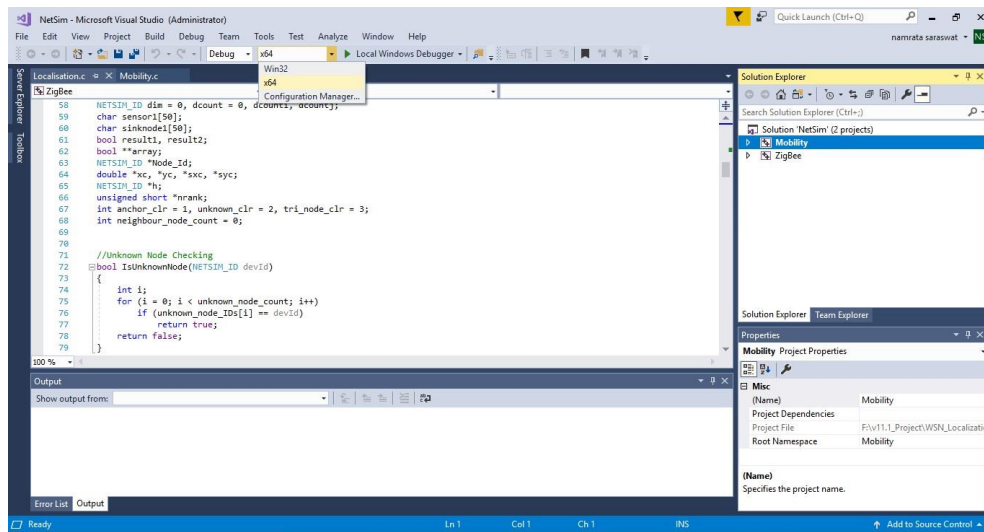 NetSim - Microsoft Visual Studio (Administrator)
Quick Launch (Ctrl+Q)
File Edit View Project Build Debug Team Tools Test Analyze Window Help
namrata saraswat NS
Debug x64 Local Windows Debugger
Win32
x64
Configuration Manager...
Server Explorer
Toolbox
Localisation.c Mobility.c
ZigBee
58 NETSIM_ID dim = 0, dcount = 0, dcounti, dcountj;
59 char sensor1[50];
60 char sinknode1[50];
61 bool result1, result2;
62 bool **array;
63 NETSIM_ID *Node_Id;
64 double *xc, *yc, *sxc, *syc;
65 NETSIM_ID *h;
66 unsigned short *nrank;
67 int anchor_clr = 1, unknown_clr = 2, tri_node_clr = 3;
68 int neighbour_node_count = 0;
69
70
71 //Unknown Node Checking
72 bool IsUnknownNode(NETSIM_ID devId)
73 {
74 int i;
75 for (i = 0; i < unknown_node_count; i++)
76 if (unknown_node_IDs[i] == devId)
77 return true;
78 return false;
79 }
100 %
Output
Show output from:
Error List Output
Solution Explorer
Search Solution Explorer (Ctrl+;)
Solution 'NetSim' (2 projects)
Mobility
ZigBee
Solution Explorer Team Explorer
Properties
Mobility Project Properties
Misc
(Name) Mobility
Project Dependencies
Project File F:\v11.1_Project\WSN_Localizati
Root Namespace Mobility
(Name)
Specifies the project name.
Ready Ln 1 Col 1 Ch 1 INS Add to Source Control